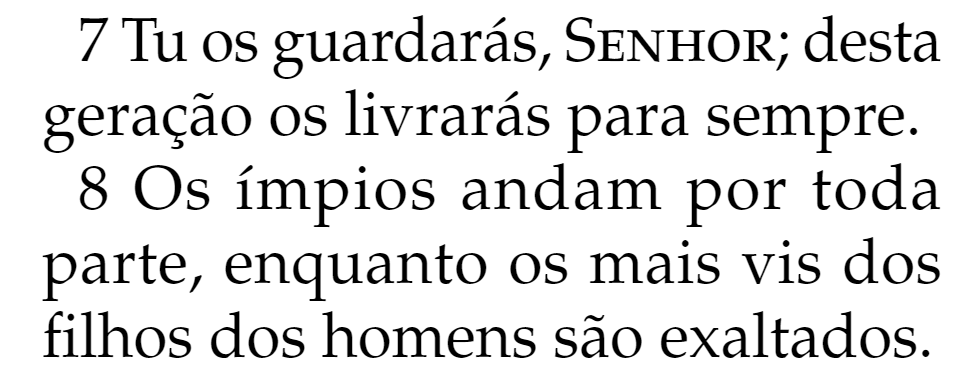 7 Tu os guardarás, SENHOR; desta
geração os livrarás para sempre.
8 Os ímpios andam por toda
parte, enquanto os mais vis dos
filhos dos homens são exaltados.